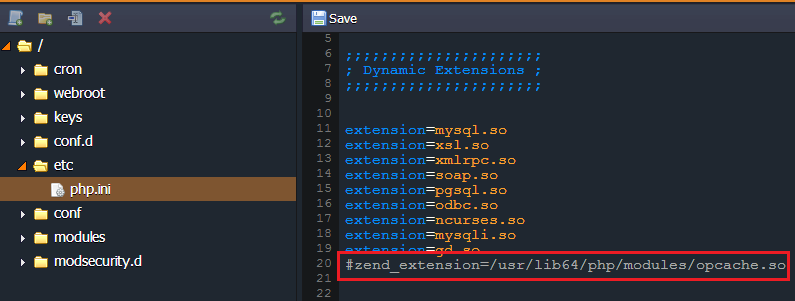 Save
/
cron
webroot
keys
conf.d
etc
php.ini
conf
modules
modsecurity.d
5
6 ;;;;;;;;;;;;;;;;;;;;;;
7 ; Dynamic Extensions ;
8 ;;;;;;;;;;;;;;;;;;;;;;
9
10
11 extension=mysql.so
12 extension=xsl.so
13 extension=xmlrpc.so
14 extension=soap.so
15 extension=pgsql.so
16 extension=odbc.so
17 extension=ncurses.so
18 extension=mysqli.so
19 extension=gd.so
20 #zend_extension=/usr/lib64/php/modules/opcache.so
21
22